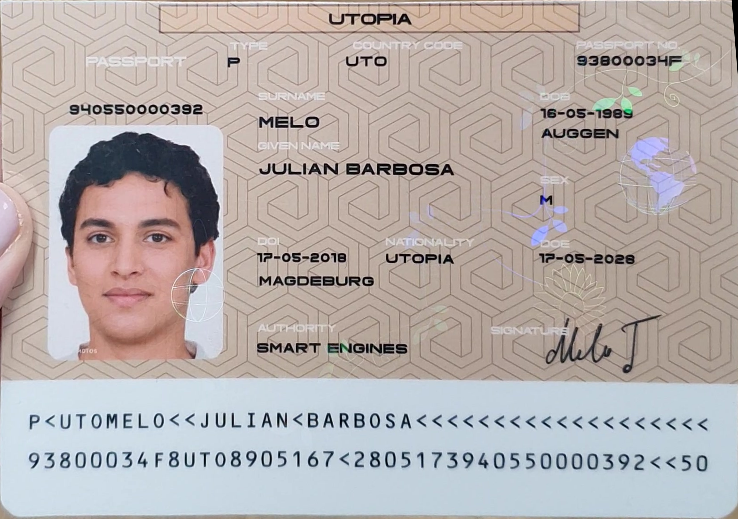 UTOPIA
PASSPORT
TYPE
P
COUNTRY CODE
UTO
PASSPORT NO.
93800034F
940550000392
SURNAME
MELO
DOB
16-05-1989
AUGGEN
GIVEN NAME
JULIAN BARBOSA
SEX
M
DOI
17-05-2018
MAGDEBURG
NATIONALITY
UTOPIA
DOE
17-05-2028
AUTHORITY
SMART ENGINES
SIGNATURE
Melo J
P<UTOMELO<<JULIAN<BARBOSA<<<<<<<<<<<<<<<<<<<
93800034F8UTO8905167<2805173940550000392<<50